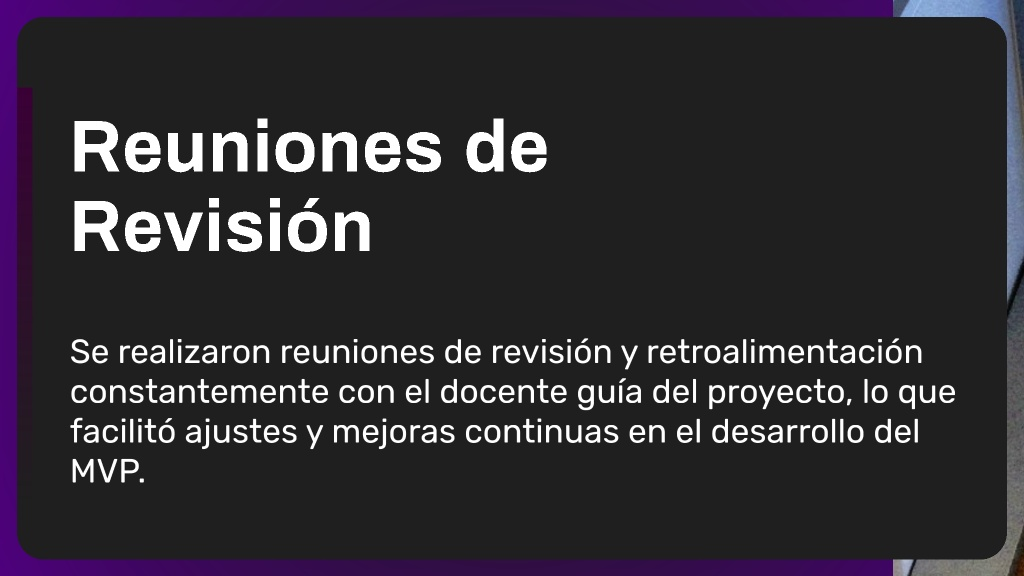 Reuniones de
Revisión
Se realizaron reuniones de revisión y retroalimentación
constantemente con el docente guía del proyecto, lo que
facilitó ajustes y mejoras continuas en el desarrollo del
MVP.